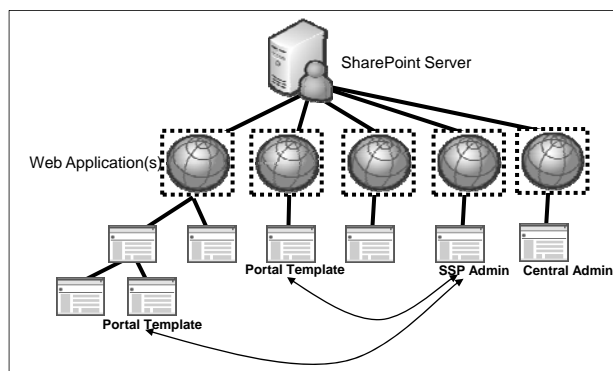 SharePoint Server
Web Application(s)
Portal Template
SSP Admin
Central Admin
Portal Template